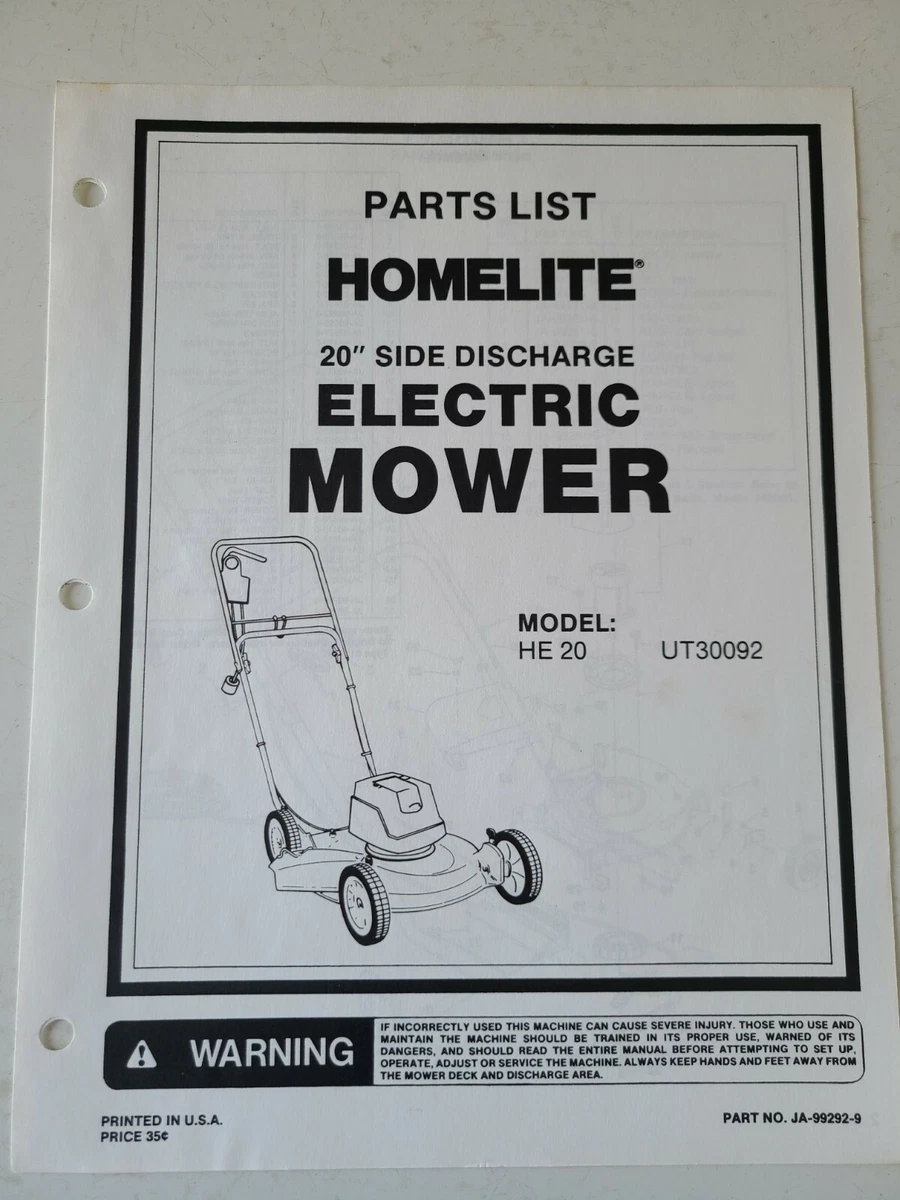 PARTS LIST
HOMELITE®
20" SIDE DISCHARGE
ELECTRIC
MOWER
MODEL:
HE 20 UT30092
WARNING
IF INCORRECTLY USED THIS MACHINE CAN CAUSE SEVERE INJURY. THOSE WHO USE AND
MAINTAIN THE MACHINE SHOULD BE TRAINED IN ITS PROPER USE, WARNED OF ITS
DANGERS, AND SHOULD READ THE ENTIRE MANUAL BEFORE ATTEMPTING TO SET UP,
OPERATE, ADJUST OR SERVICE THE MACHINE. ALWAYS KEEP HANDS AND FEET AWAY FROM
THE MOWER DECK AND DISCHARGE AREA.
PRINTED IN U.S.A.
PRICE 35¢
PART NO. JA-99292-9